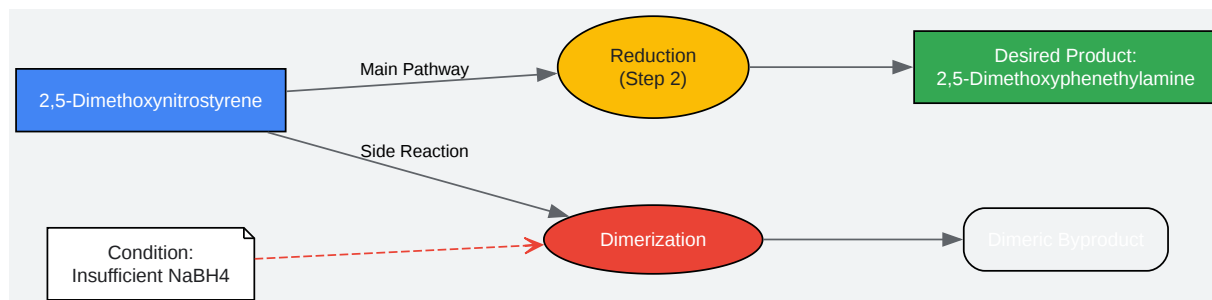 2,5-Dimethoxynitrostyrene
Main Pathway
Reduction
(Step 2)
Desired Product:
2,5-Dimethoxyphenethylamine
Side Reaction
Condition:
Insufficient NaBH4
Dimerization
Dimeric Byproduct